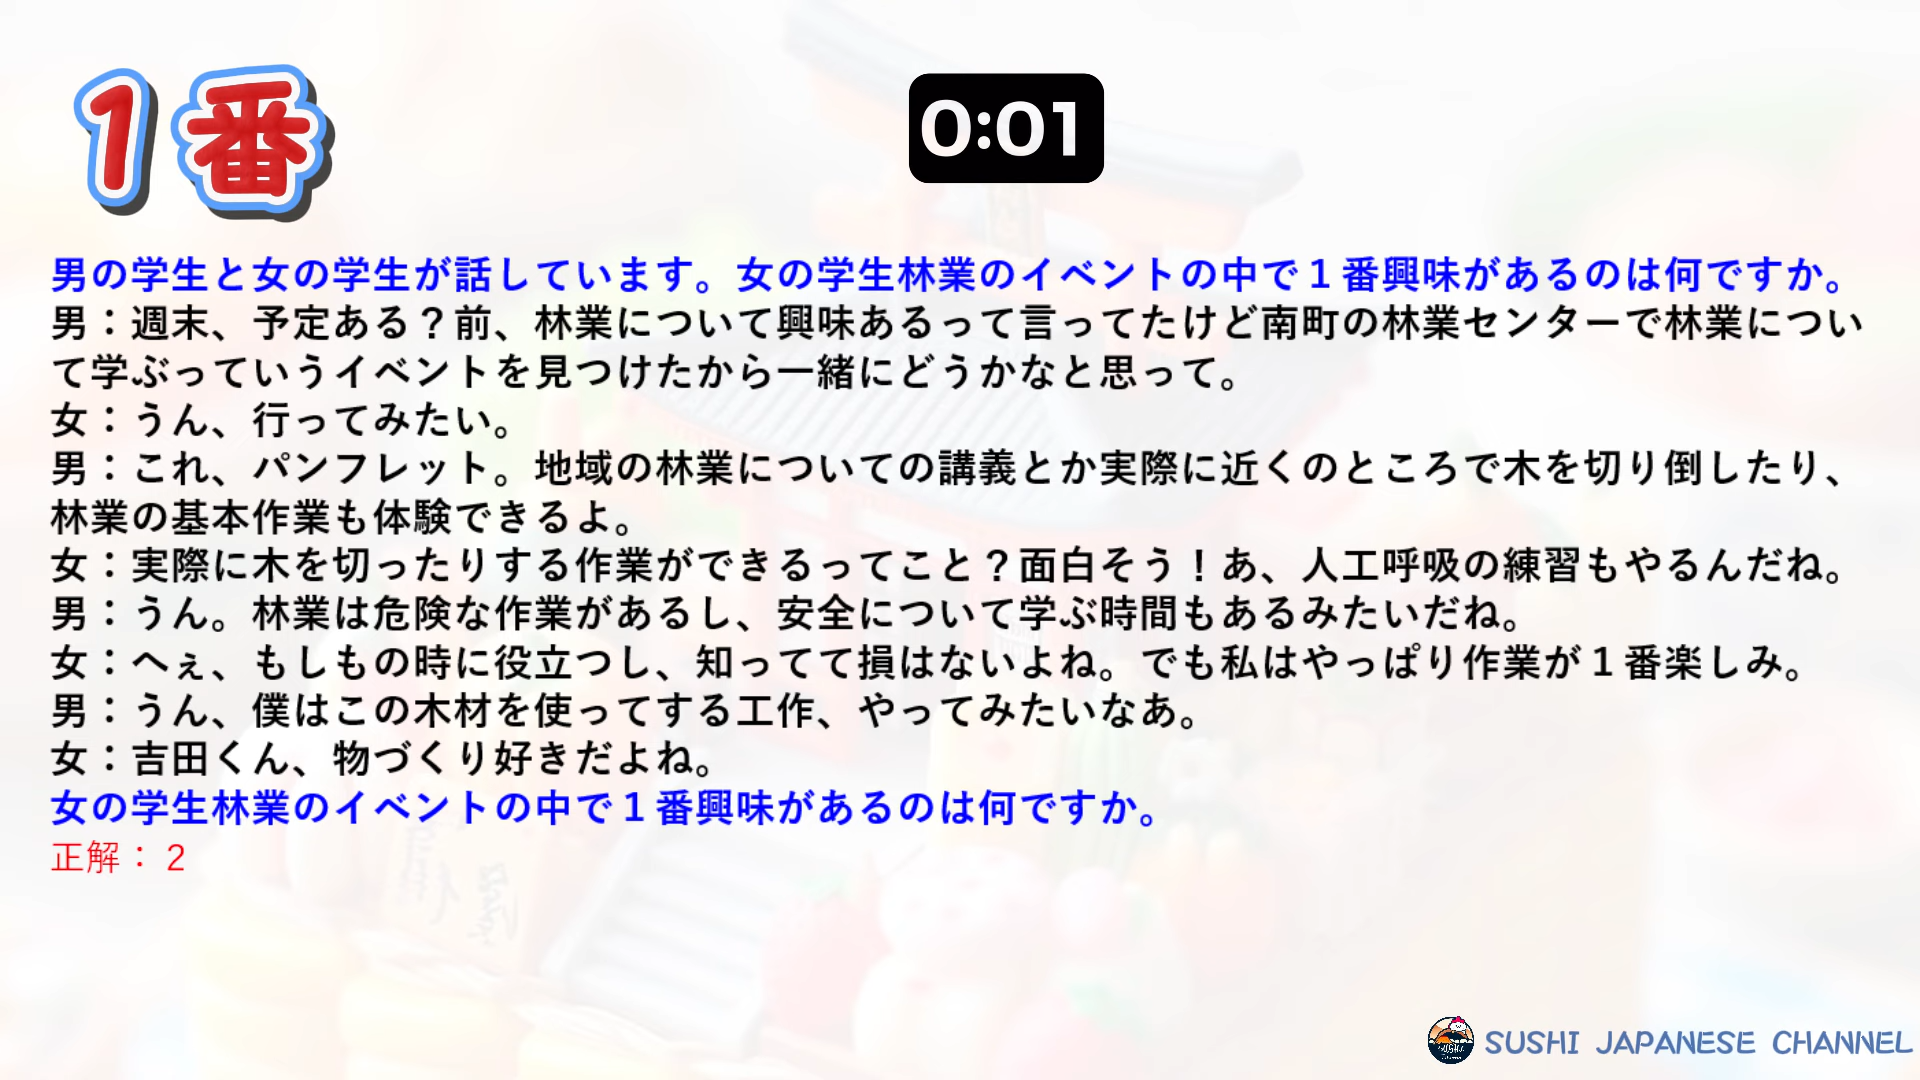 1番
0:01
男の学生と女の学生が話しています。女の学生林業のイベントの中で１番興味があるのは何ですか。
男：週末、予定ある？前、林業について興味あるって言ってたけど南町の林業センターで林業につい
て学ぶっていうイベントを見つけたから一緒にどうかなと思って。
女：うん、行ってみたい。
男：これ、パンフレット。地域の林業についての講義とか実際に近くのところで木を切り倒したり、
林業の基本作業も体験できるよ。
女：実際に木を切ったりする作業ができるってこと？面白そう！あ、人工呼吸の練習もやるんだね。
男：うん。林業は危険な作業があるし、安全について学ぶ時間もあるみたいだね。
女：へぇ、もしもの時に役立つし、知ってて損はないよね。でも私はやっぱり作業が１番楽しみ。
男：うん、僕はこの木材を使ってする工作、やってみたいなあ。
女：吉田くん、物づくり好きだよね。
女の学生林業のイベントの中で１番興味があるのは何ですか。
正解：２
SUSHI JAPANESE CHANNEL